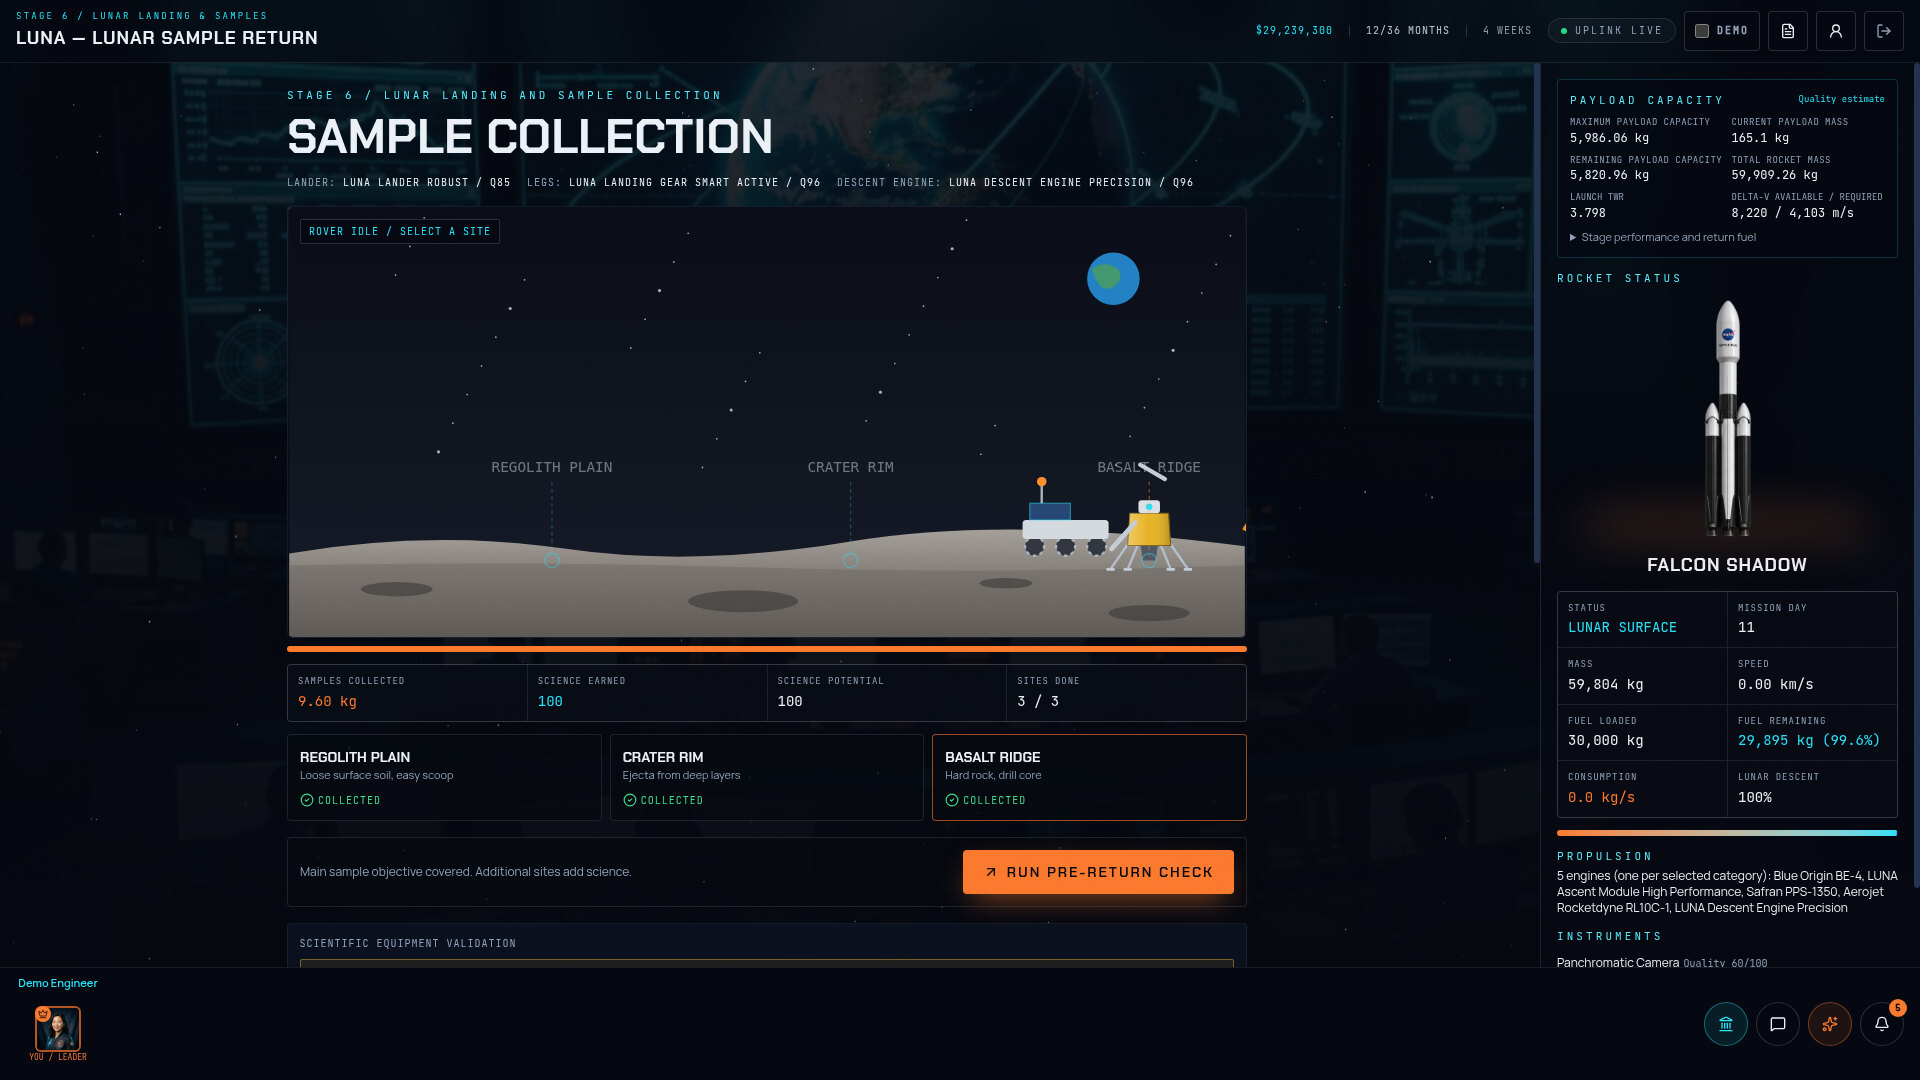 STAGE 6 / LUNAR LANDING & SAMPLES
LUNA — LUNAR SAMPLE RETURN
$29,239,300
12/36 MONTHS
4 WEEKS
UPLINK LIVE
DEMO
STAGE 6 / LUNAR LANDING AND SAMPLE COLLECTION
SAMPLE COLLECTION
LANDER: LUNA LANDER ROBUST / Q85 LEGS: LUNA LANDING GEAR SMART ACTIVE / Q96 DESCENT ENGINE: LUNA DESCENT ENGINE PRECISION / Q96
ROVER IDLE / SELECT A SITE
REGOLITH PLAIN
CRATER RIM
BASALT RIDGE
SAMPLES COLLECTED
9.60 kg
SCIENCE EARNED
100
SCIENCE POTENTIAL
100
SITES DONE
3 / 3
REGOLITH PLAIN
Loose surface soil, easy scoop
COLLECTED
CRATER RIM
Ejecta from deep layers
COLLECTED
BASALT RIDGE
Hard rock, drill core
COLLECTED
Main sample objective covered. Additional sites add science.
RUN PRE-RETURN CHECK
SCIENTIFIC EQUIPMENT VALIDATION
PAYLOAD CAPACITY
Quality estimate
MAXIMUM PAYLOAD CAPACITY
5,986.06 kg
CURRENT PAYLOAD MASS
165.1 kg
REMAINING PAYLOAD CAPACITY
5,820.96 kg
TOTAL ROCKET MASS
59,909.26 kg
LAUNCH TWR
3.798
DELTA-V AVAILABLE / REQUIRED
8,220 / 4,103 m/s
Stage performance and return fuel
ROCKET STATUS
FALCON SHADOW
STATUS
LUNAR SURFACE
MISSION DAY
11
MASS
59,804 kg
SPEED
0.00 km/s
FUEL LOADED
30,000 kg
FUEL REMAINING
29,895 kg (99.6%)
CONSUMPTION
0.0 kg/s
LUNAR DESCENT
100%
PROPULSION
5 engines (one per selected category): Blue Origin BE-4, LUNA
Ascent Module High Performance, Safran PPS-1350, Aerojet
Rocketdyne RL10C-1, LUNA Descent Engine Precision
INSTRUMENTS
Panchromatic Camera Quality 60/100
Demo Engineer
YOU / LEADER
5